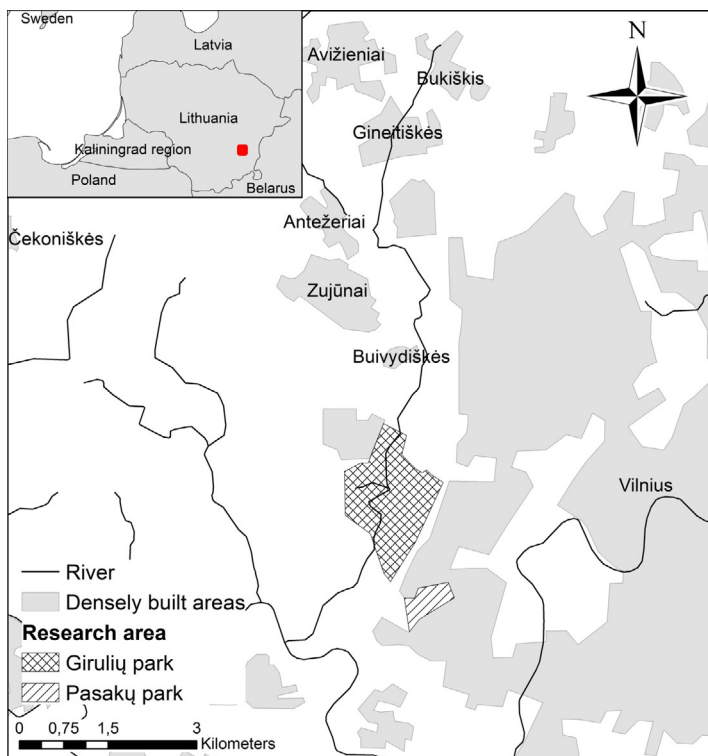 Sweden
Latvia
Lithuania
Kaliningrad region
Poland
Belarus
Avižieniai
Bukiškis
N
Gineitiškės
Antežeriai
Čekoniškės
Zujūnai
Buivydiškės
Vilnius
River
Densely built areas
Research area
Girulių park
Pasakų park
0 0,75 1,5 3
Kilometers